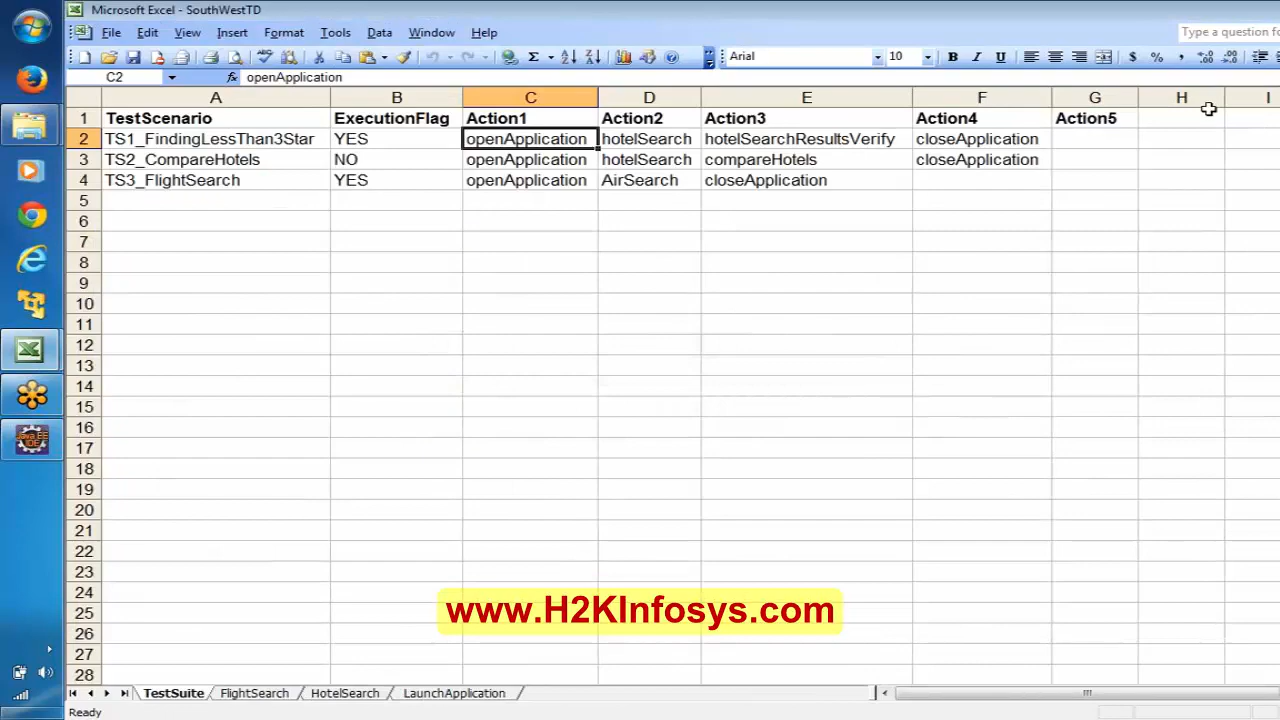 Microsoft Excel - SouthWestTD
File Edit View Insert Format Tools Data Window Help Type a question fo
Arial 10 B I U $ % ,
C2 fx openApplication
A B C D E F G H I
1 TestScenario ExecutionFlag Action1 Action2 Action3 Action4 Action5
2 TS1_FindingLessThan3Star YES openApplication hotelSearch hotelSearchResultsVerify closeApplication
3 TS2_CompareHotels NO openApplication hotelSearch compareHotels closeApplication
4 TS3_FlightSearch YES openApplication AirSearch closeApplication
5
6
7
8
9
10
11
12
13
14
15
16
17
18
19
20
21
22
23
24
www.H2KInfosys.com
25
26
27
28
TestSuite FlightSearch HotelSearch LaunchApplication
Ready